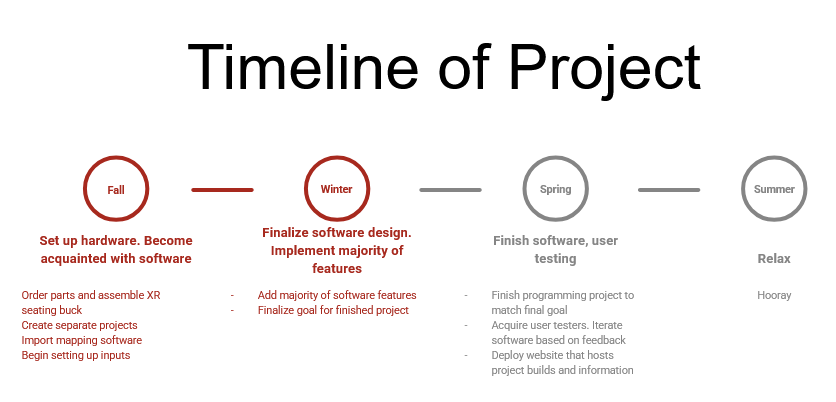 Timeline of Project
Fall
Set up hardware. Become
acquainted with software
Order parts and assemble XR
seating buck
Create separate projects
Import mapping software
Begin setting up inputs
Winter
Finalize software design.
Implement majority of
features
- Add majority of software features
- Finalize goal for finished project
Spring
Finish software, user
testing
- Finish programming project to
match final goal
- Acquire user testers. Iterate
software based on feedback
- Deploy website that hosts
project builds and information
Summer
Relax
Hooray